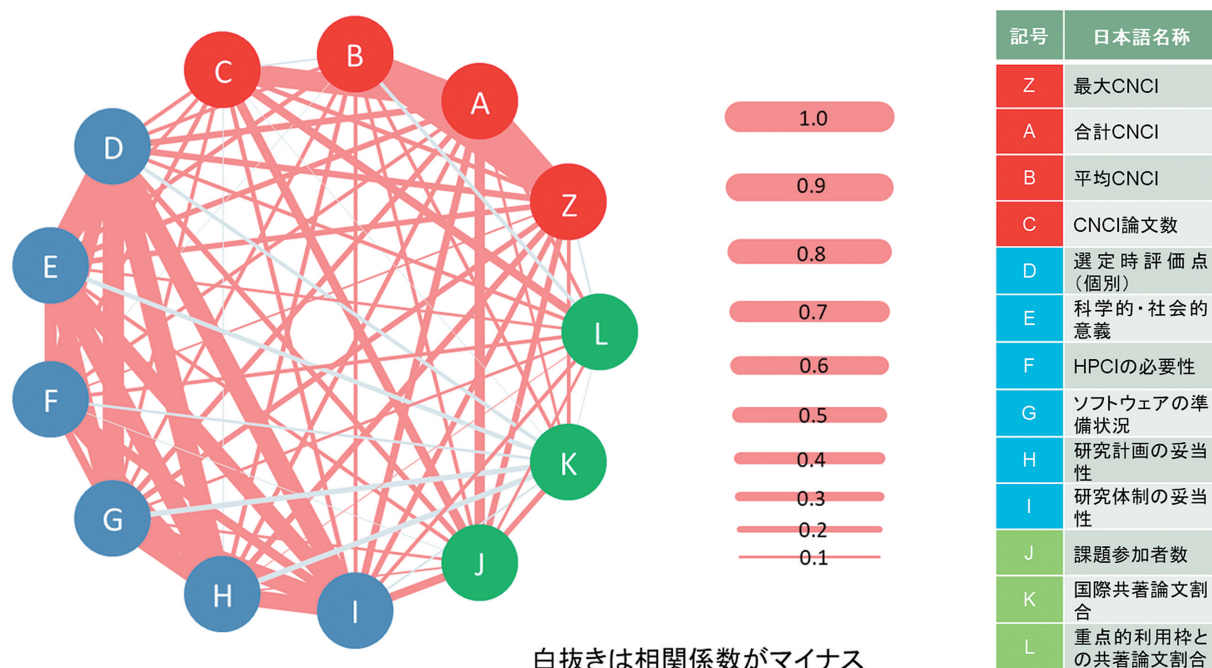 C
B
A
Z
D
E
F
G
H
I
J
K
L
1.0
0.9
0.8
0.7
0.6
0.5
0.4
0.3
0.2
0.1
白抜きは相関係数がマイナス
記号 日本語名称
Z 最大CNCI
A 合計CNCI
B 平均CNCI
C CNCI論文数
D 選定時評価点
（個別）
E 科学的・社会的
意義
F HPCIの必要性
G ソフトウェアの準
備状況
H 研究計画の妥当
性
I 研究体制の妥当
性
J 課題参加者数
K 国際共著論文割
合
L 重点的利用枠と
の共著論文割合